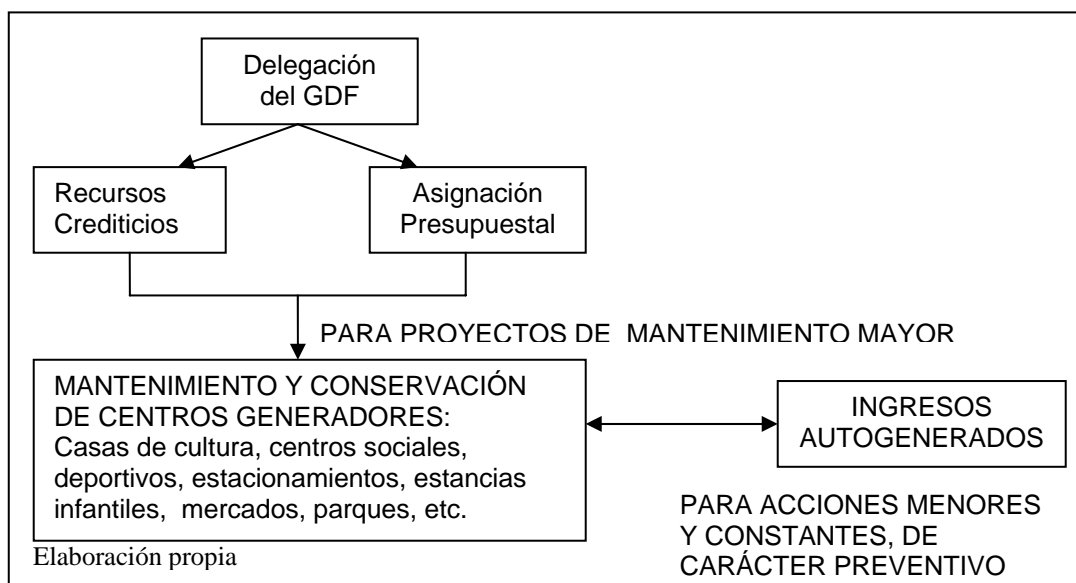 Delegación
del GDF
Recursos
Crediticios
Asignación
Presupuestal
PARA PROYECTOS DE MANTENIMIENTO MAYOR
MANTENIMIENTO Y CONSERVACIÓN
DE CENTROS GENERADORES:
Casas de cultura, centros sociales,
deportivos, estacionamientos, estancias
infantiles, mercados, parques, etc.
INGRESOS
AUTOGENERADOS
PARA ACCIONES MENORES
Y CONSTANTES, DE
CARÁCTER PREVENTIVO
Elaboración propia